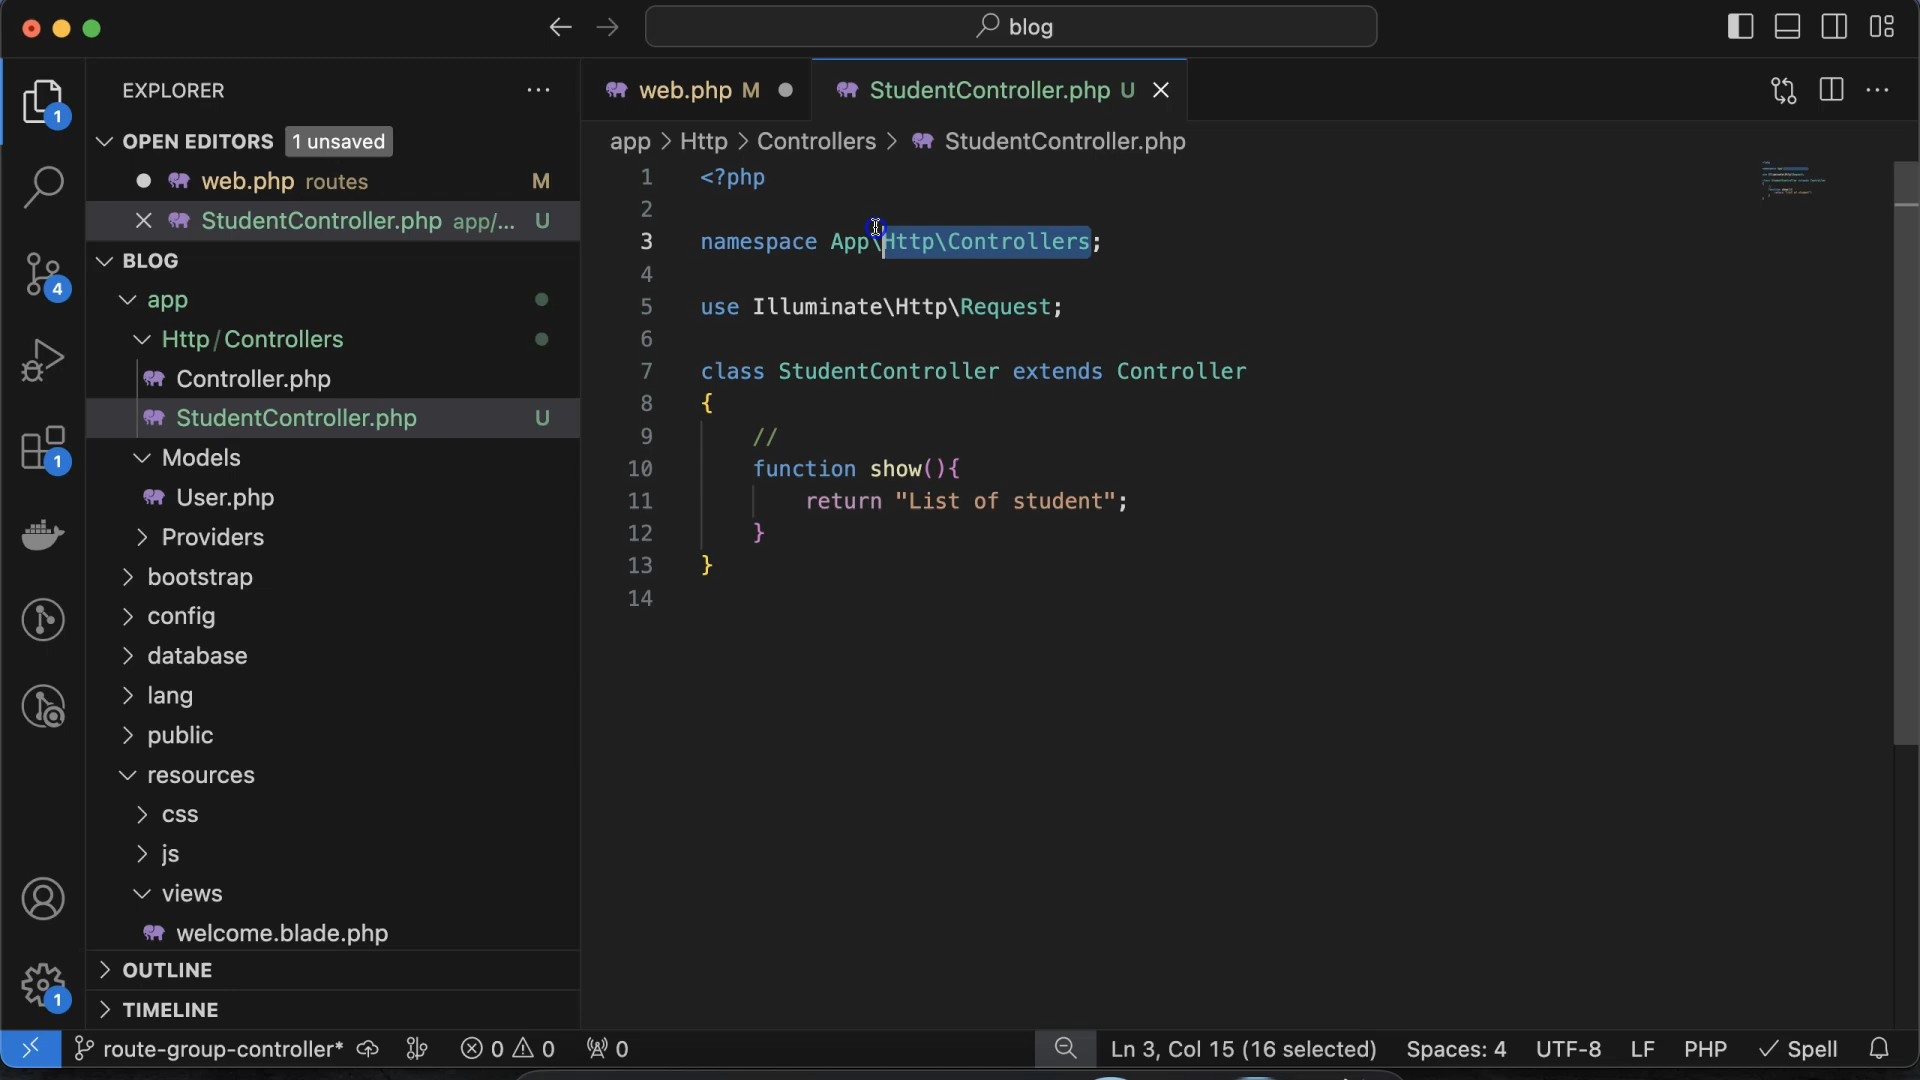 blog
EXPLORER
OPEN EDITORS 1 unsaved
web.php routes M
StudentController.php app/... U
BLOG
app
Http/Controllers
Controller.php
StudentController.php U
Models
User.php
Providers
bootstrap
config
database
lang
public
resources
css
js
views
welcome.blade.php
OUTLINE
TIMELINE
1
4
1
1
web.php M
StudentController.php U
app > Http > Controllers > StudentController.php
1 <?php
2
3 namespace App\Http\Controllers;
4
5 use Illuminate\Http\Request;
6
7 class StudentController extends Controller
8 {
9 //
10 function show(){
11 return "List of student";
12 }
13 }
14
route-group-controller* 0 0 0 Ln 3, Col 15 (16 selected) Spaces: 4 UTF-8 LF PHP Spell